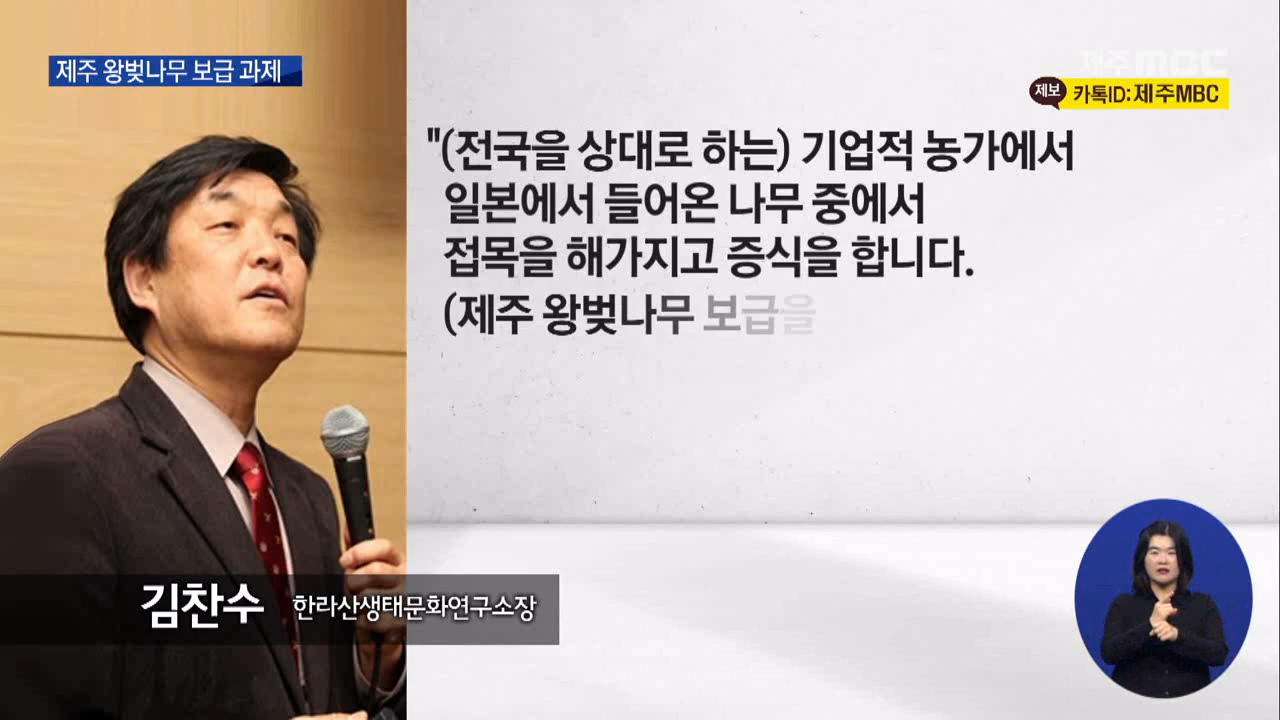 제주 왕벚나무 보급 과제
제주MBC
제보 카톡ID:제주MBC
"(전국을 상대로 하는) 기업적 농가에서
일본에서 들어온 나무 중에서
접목을 해가지고 증식을 합니다.
(제주 왕벚나무 보급을
김찬수 한라산생태문화연구소장